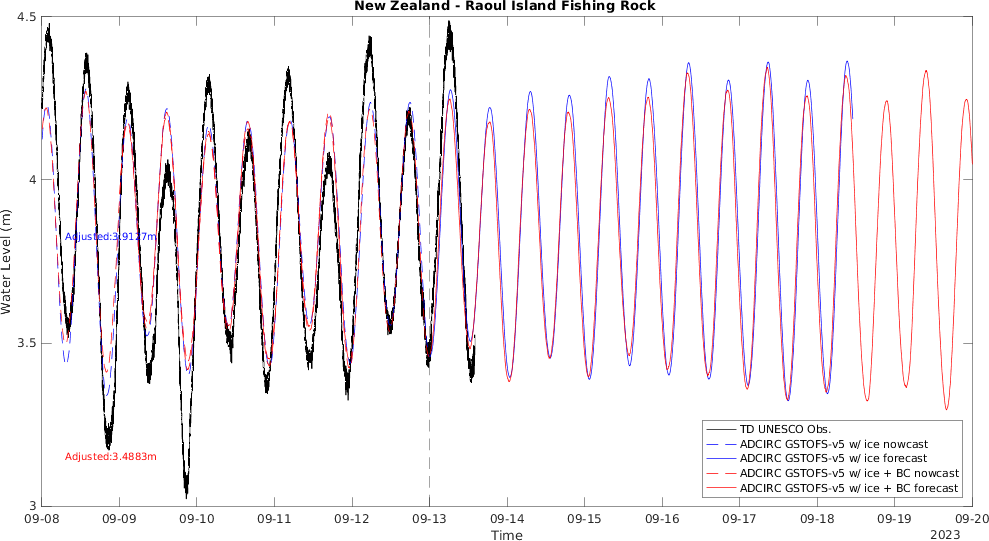 New Zealand - Raoul Island Fishing Rock
4.5
4
3.5
3
Water Level (m)
Adjusted:3.9127m
Adjusted:3.4883m
TD UNESCO Obs.
ADCIRC GSTOFS-v5 w/ ice nowcast
ADCIRC GSTOFS-v5 w/ ice forecast
ADCIRC GSTOFS-v5 w/ ice + BC nowcast
ADCIRC GSTOFS-v5 w/ ice + BC forecast
09-08 09-09 09-10 09-11 09-12 09-13 09-14 09-15 09-16 09-17 09-18 09-19 09-20
Time
2023